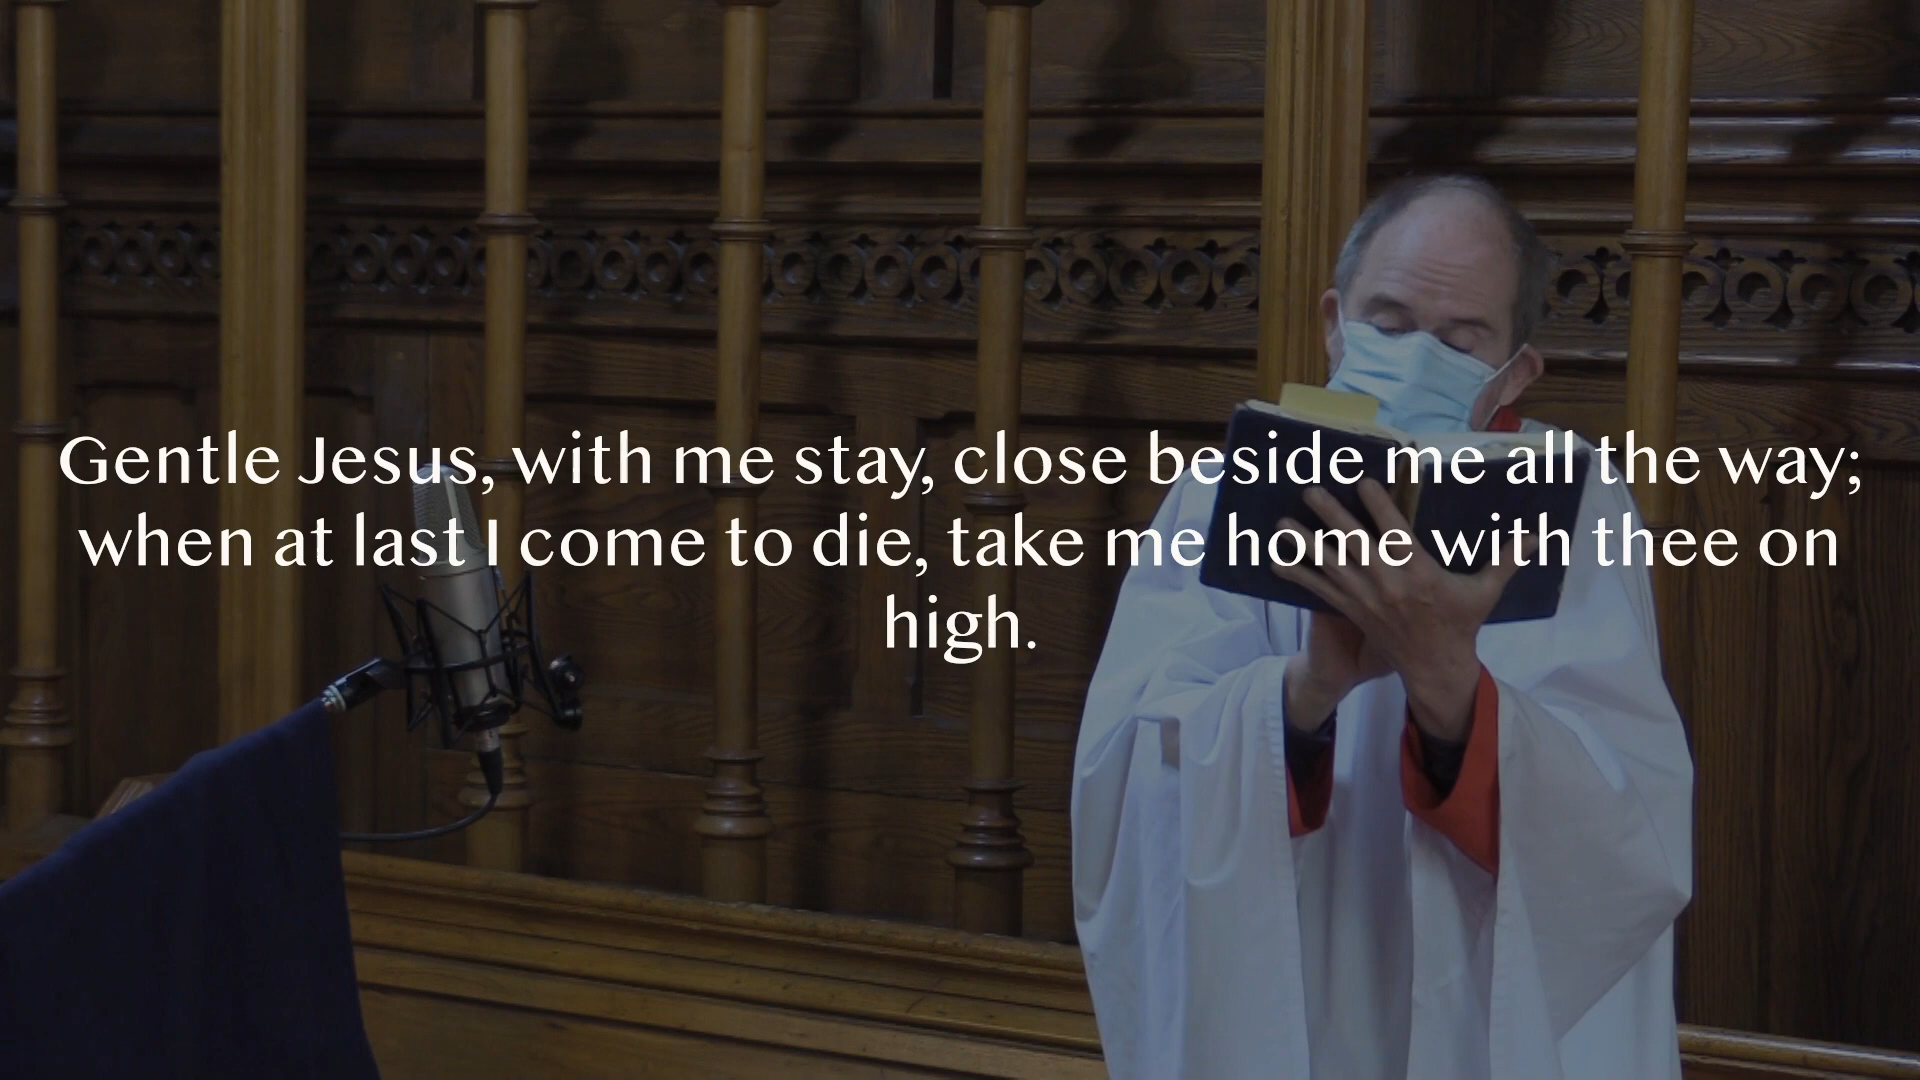 Gentle Jesus, with me stay, close beside me all the way;
when at last I come to die, take me home with thee on
high.